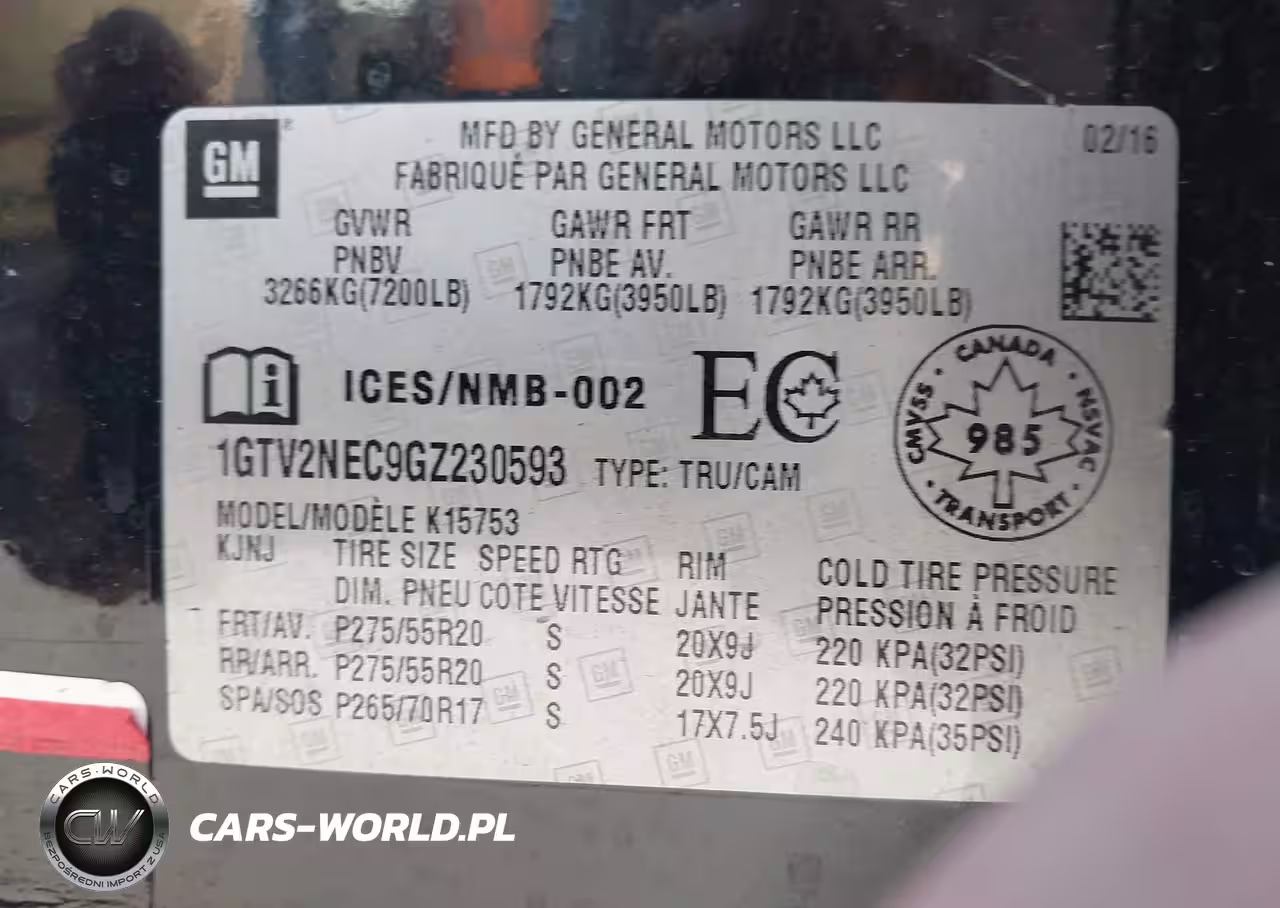 GM
MFD BY GENERAL MOTORS LLC 02/16
FABRIQUÉ PAR GENERAL MOTORS LLC
GVWR GAWR FRT GAWR RR
PNBV PNBE AV. PNBE ARR.
3266KG(7200LB) 1792KG(3950LB) 1792KG(3950LB)
i ICES/NMB-002 EC
CANADA
CMVSS NSVAC
985
TRANSPORT
1GTV2NEC9GZ230593 TYPE: TRU/CAM
MODEL/MODÈLE K15753
KJNJ TIRE SIZE SPEED RTG RIM COLD TIRE PRESSURE
DIM. PNEU COTE VITESSE JANTE PRESSION À FROID
FRT/AV. P275/55R20 S 20X9J 220 KPA(32PSI)
RR/ARR. P275/55R20 S 20X9J 220 KPA(32PSI)
SPA/SOS P265/70R17 S 17X7.5J 240 KPA(35PSI)
CARS-WORLD
CW
BEZPOŚREDNI IMPORT Z USA
CARS-WORLD.PL